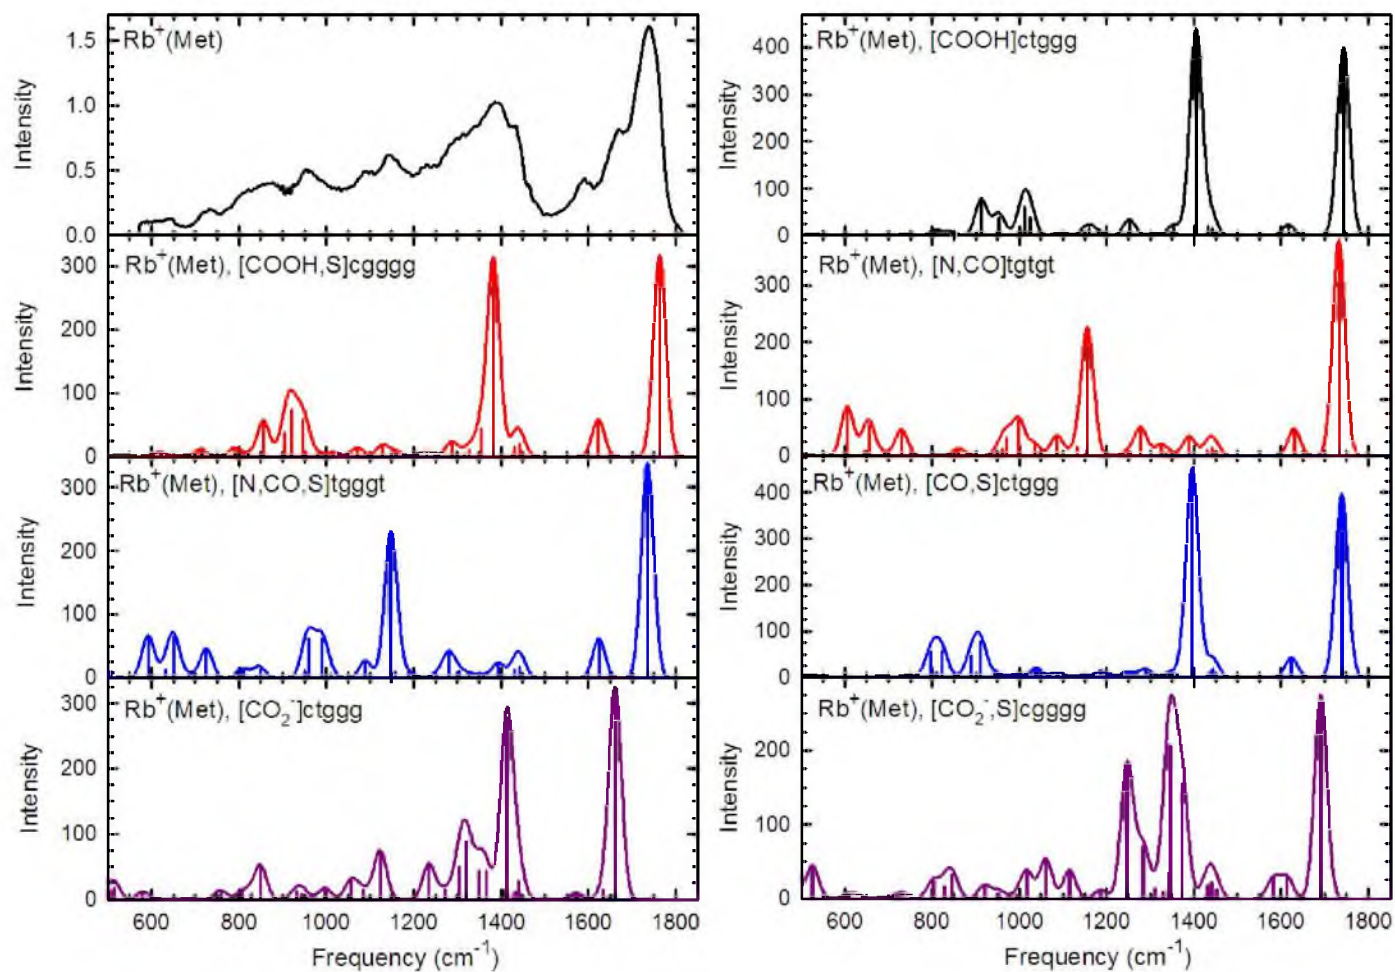 Rb⁺(Met)
1.5
1.0
0.5
0.0
Intensity
Rb⁺(Met), [COOH]ctggg
400
300
200
100
0
Intensity
Rb⁺(Met), [COOH,S]cgggg
300
200
100
0
Intensity
Rb⁺(Met), [N,CO]tgtgt
300
200
100
0
Intensity
Rb⁺(Met), [N,CO,S]tgggt
300
200
100
0
Intensity
Rb⁺(Met), [CO,S]ctggg
400
300
200
100
0
Intensity
Rb⁺(Met), [CO₂⁻]ctggg
300
200
100
0
Intensity
600 800 1000 1200 1400 1600 1800
Frequency (cm⁻¹)
Rb⁺(Met), [CO₂⁻,S]cgggg
200
100
0
Intensity
600 800 1000 1200 1400 1600 1800
Frequency (cm⁻¹)